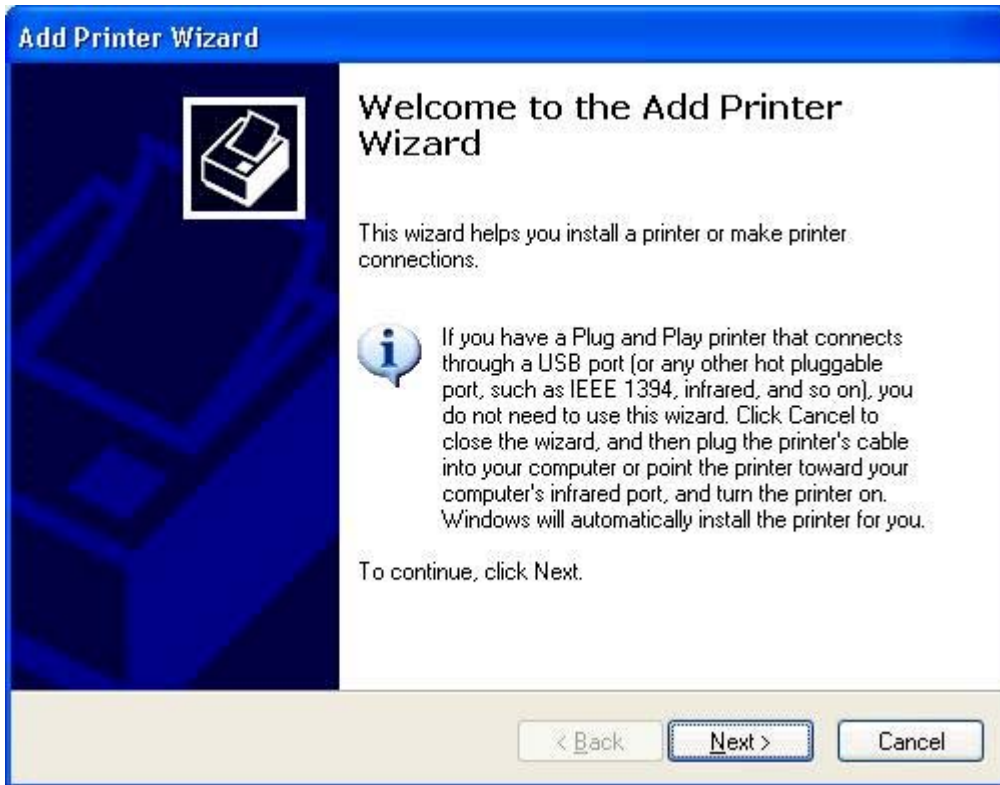 Add Printer Wizard
Welcome to the Add Printer
Wizard
This wizard helps you install a printer or make printer
connections.
If you have a Plug and Play printer that connects
through a USB port (or any other hot pluggable
port, such as IEEE 1394, infrared, and so on), you
do not need to use this wizard. Click Cancel to
close the wizard, and then plug the printer's cable
into your computer or point the printer toward your
computer's infrared port, and turn the printer on.
Windows will automatically install the printer for you.
To continue, click Next.
< Back
Next >
Cancel